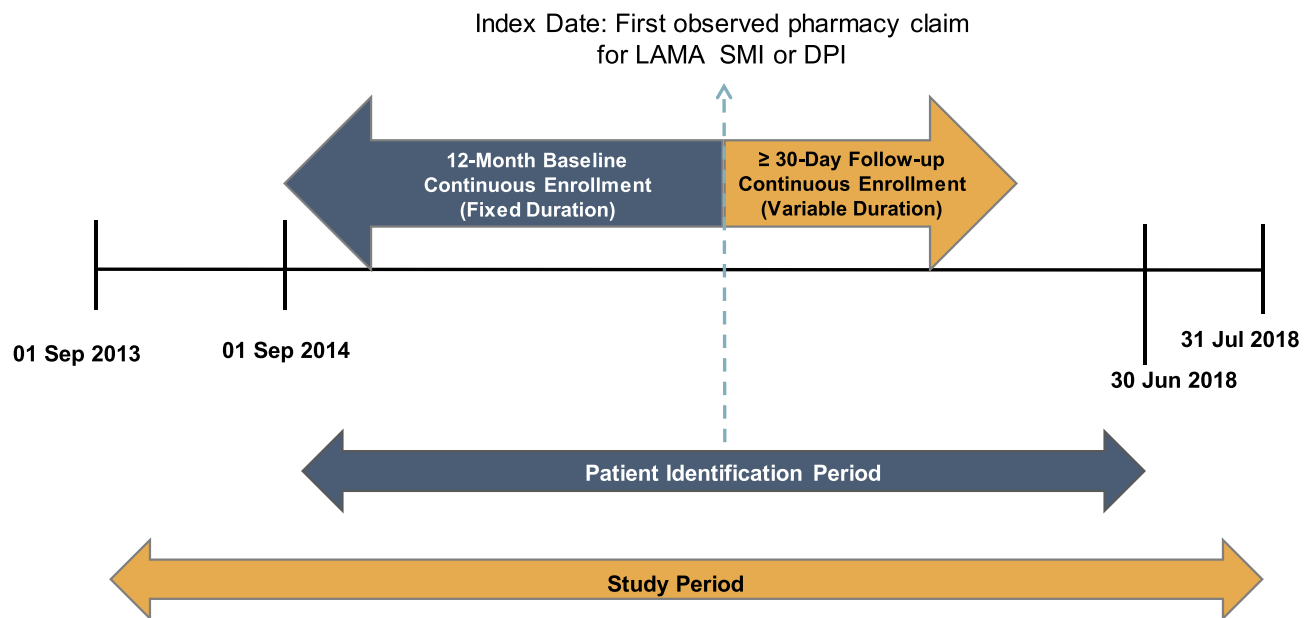 Index Date: First observed pharmacy claim
for LAMA SMI or DPI
12-Month Baseline
Continuous Enrollment
(Fixed Duration)
≥ 30-Day Follow-up
Continuous Enrollment
(Variable Duration)
01 Sep 2013
01 Sep 2014
31 Jul 2018
30 Jun 2018
Patient Identification Period
Study Period